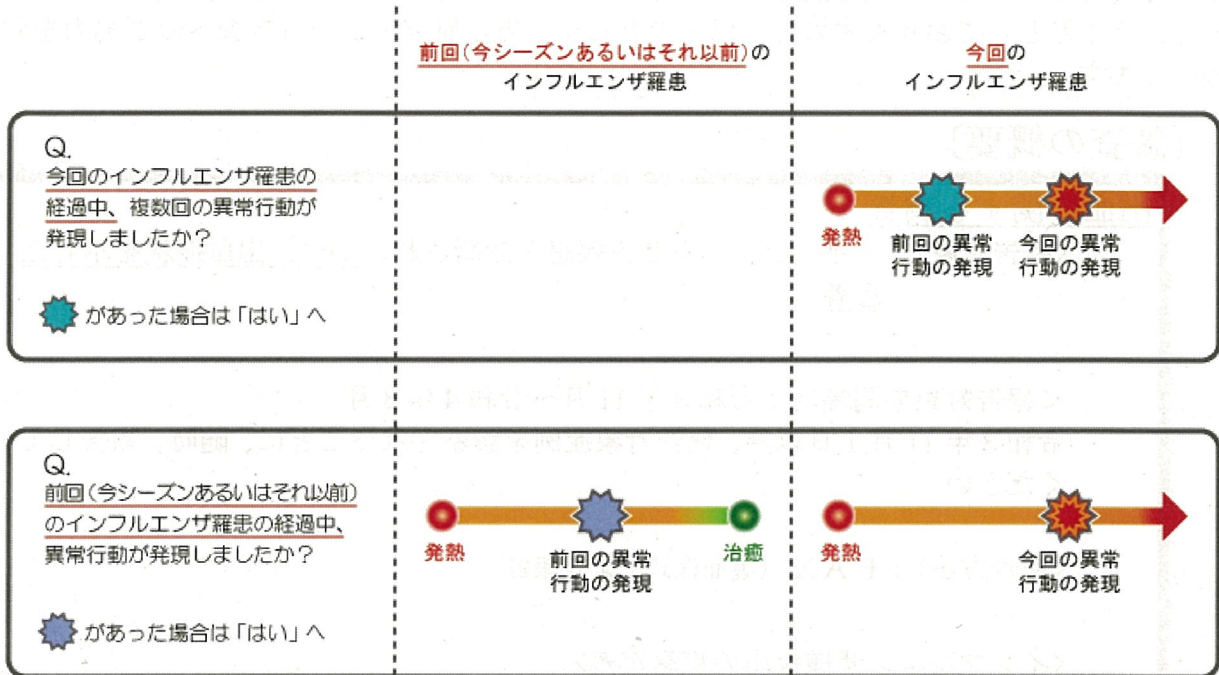 前回(今シーズンあるいはそれ以前)の
インフルエンザ羅患
今回の
インフルエンザ羅患
Q.
今回のインフルエンザ罹患の
経過中、複数回の異常行動が
発現しましたか？
があった場合は「はい」へ
発熱
前回の異常
行動の発現
今回の異常
行動の発現
Q.
前回(今シーズンあるいはそれ以前)
のインフルエンザ羅患の経過中、
異常行動が発現しましたか？
があった場合は「はい」へ
発熱
前回の異常
行動の発現
治癒
発熱
今回の異常
行動の発現